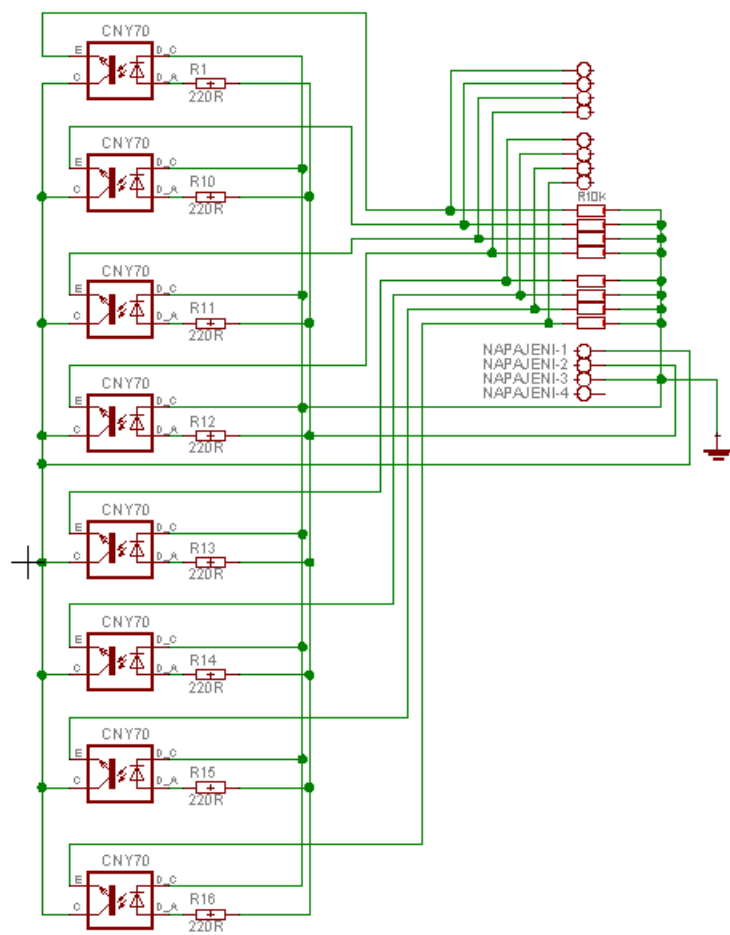 CNY70
E D_C
C D_A
R1
220R
CNY70
E D_C
C D_A
R10
220R
CNY70
E D_C
C D_A
R11
220R
CNY70
E D_C
C D_A
R12
220R
CNY70
E D_C
C D_A
R13
220R
CNY70
E D_C
C D_A
R14
220R
CNY70
E D_C
C D_A
R15
220R
CNY70
E D_C
C D_A
R16
220R
R10k
NAPAJENI-1
NAPAJENI-2
NAPAJENI-3
NAPAJENI-4